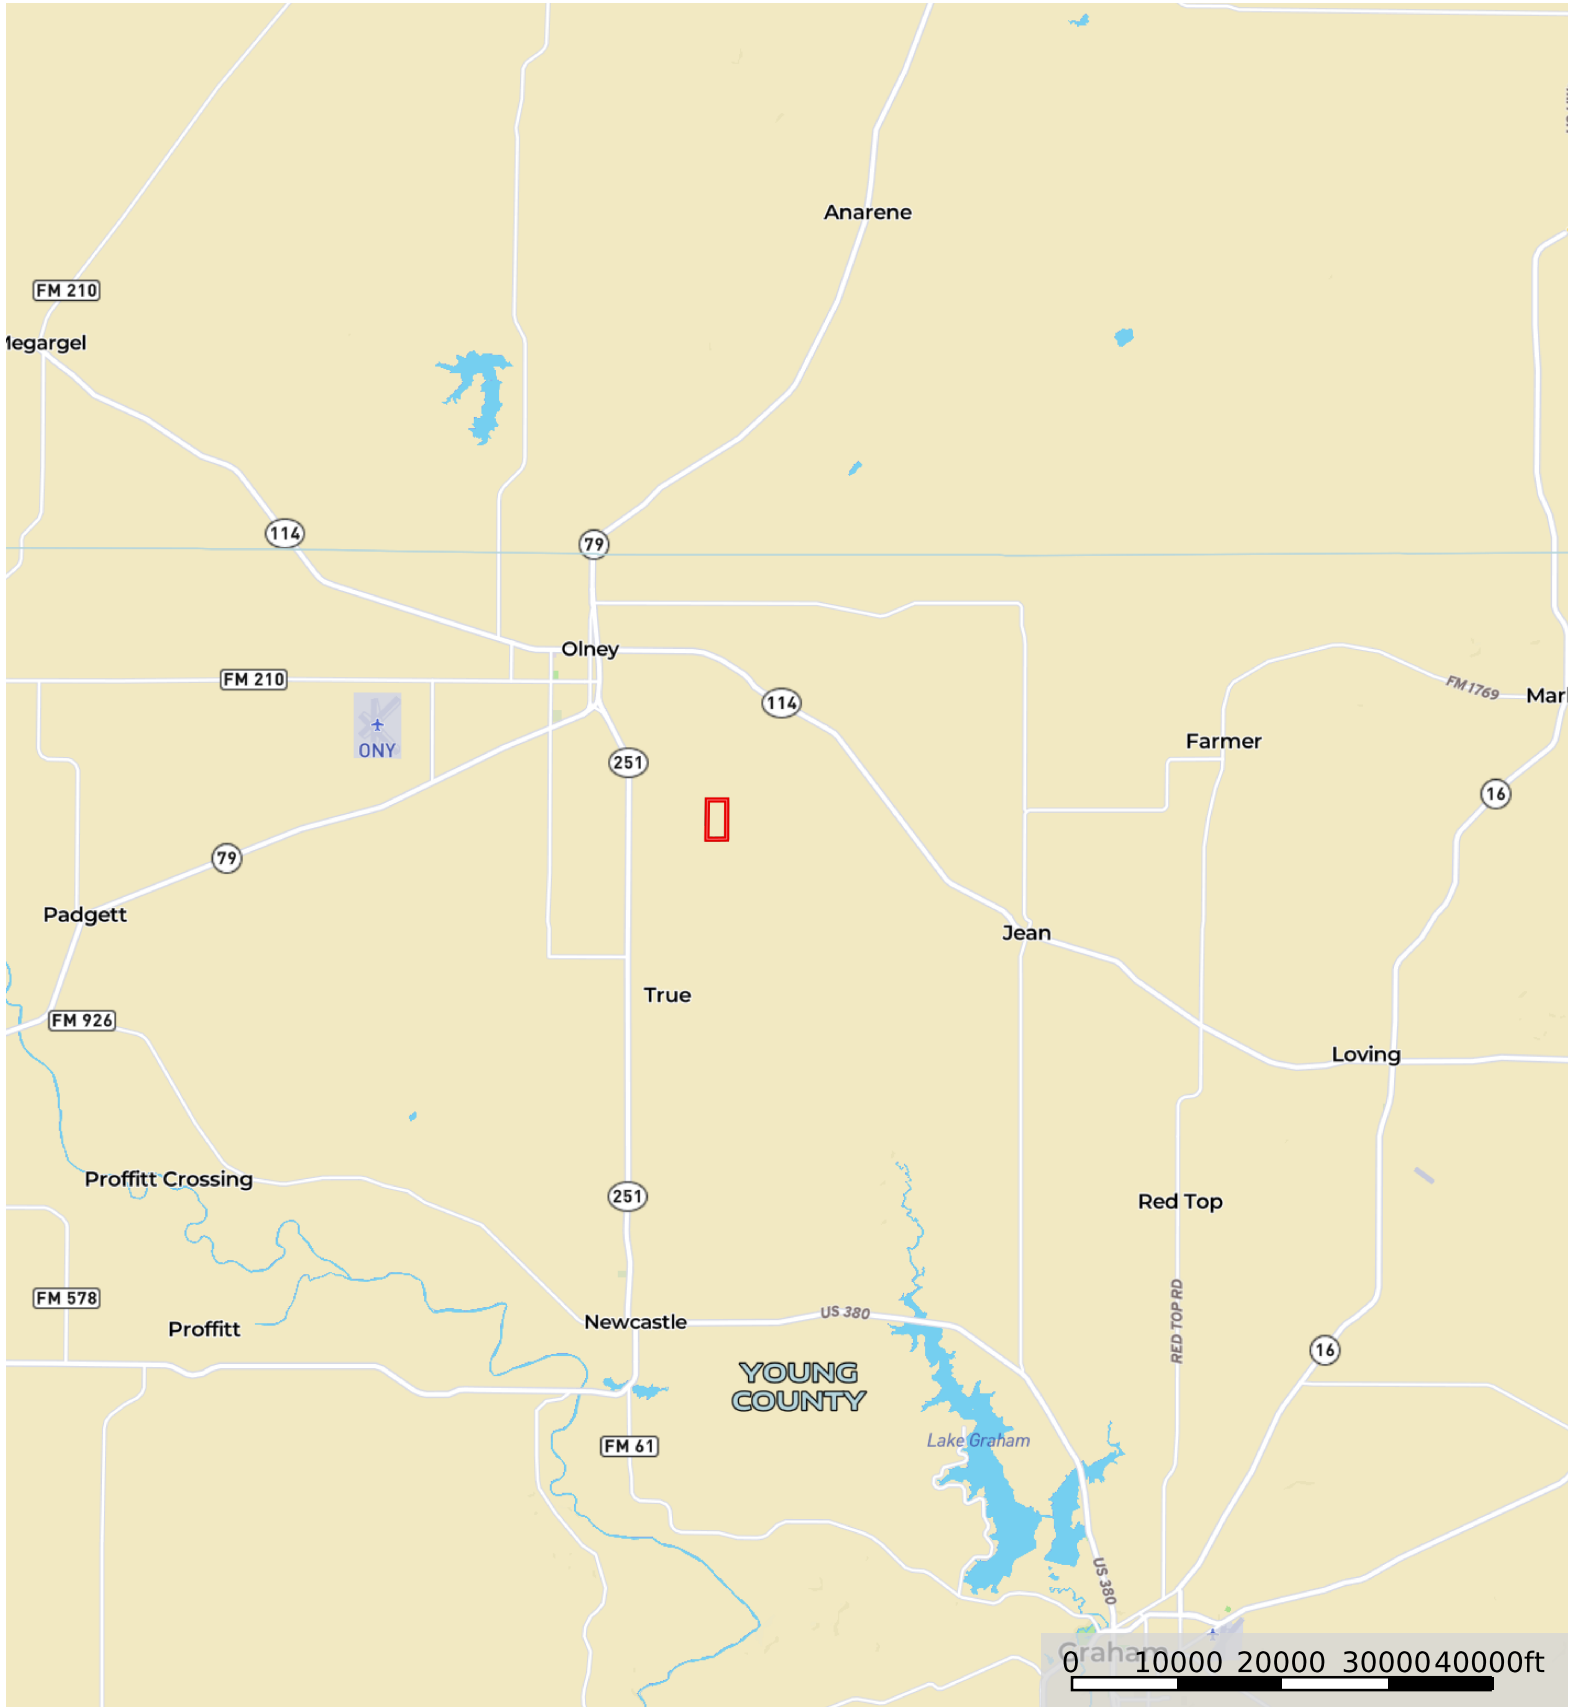 Anarene
FM 210
Megargel
114
79
Olney
FM 210
114
FM 1769
ONY
Farmer
251
16
79
Padgett
Jean
True
FM 926
Loving
Proffitt Crossing
251
Red Top
FM 578
Proffitt
Newcastle
US 380
RED TOP RD
16
YOUNG
COUNTY
Lake Graham
FM 61
US 380
Graham
0 10000 20000 30000 40000ft